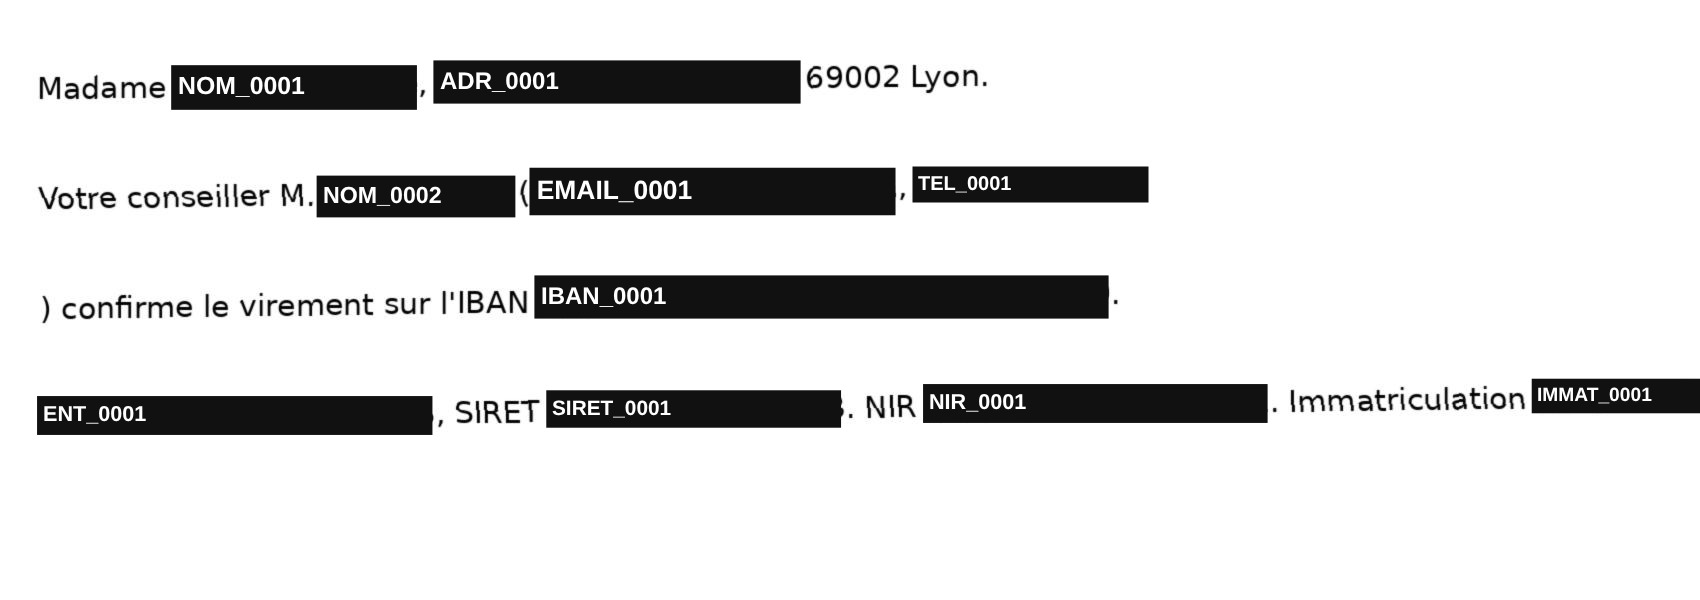 Madame NOM_0001, ADR_0001 69002 Lyon.
Votre conseiller M. NOM_0002 (EMAIL_0001, TEL_0001
) confirme le virement sur l'IBAN IBAN_0001.
ENT_0001, SIRET SIRET_0001. NIR NIR_0001. Immatriculation IMMAT_0001